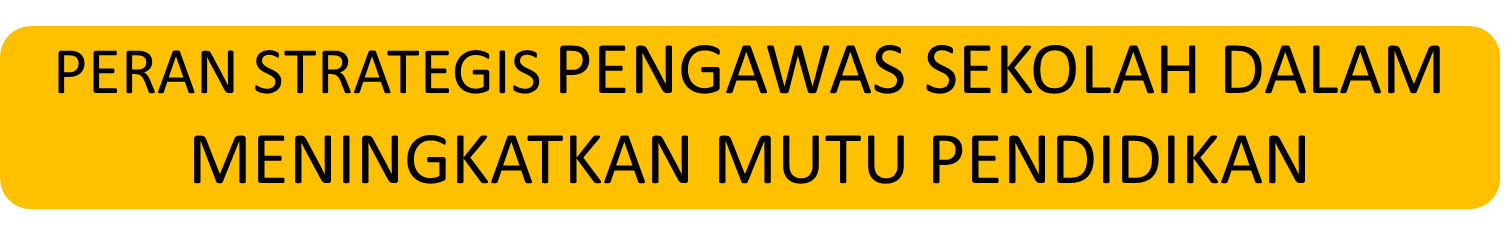 PERAN STRATEGIS PENGAWAS SEKOLAH DALAM
MENINGKATKAN MUTU PENDIDIKAN